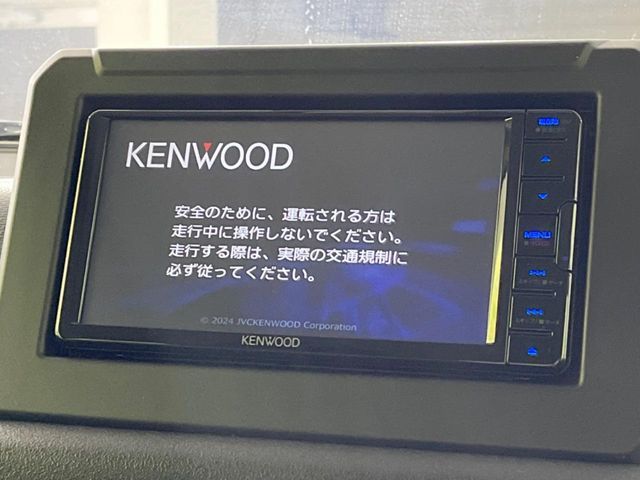 KENWOOD
安全のために、運転される方は
走行中に操作しないでください。
走行する際は、実際の交通規制に
必ず従ってください。
© 2024 JVCKENWOOD Corporation
KENWOOD
MENU